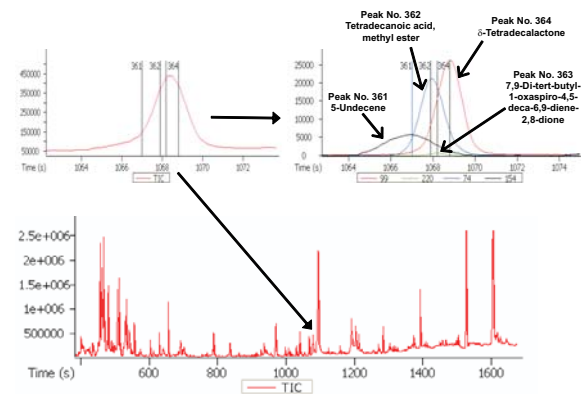 Peak No. 362
Tetradecanoic acid,
methyl ester
Peak No. 364
δ-Tetradecalactone
Peak No. 363
7,9-Di-tert-butyl-
1-oxaspiro-4,5-
deca-6,9-diene-
2,8-dione
Peak No. 361
5-Undecene
450000
350000
250000
150000
50000
361 362 364
Time (s) 1064 1066 1068 1070 1072
TIC
25000
20000
15000
10000
5000
0
361 362 364
Time (s) 1064 1066 1068 1070 1072 1074
99 220 74 154
2.5e+006
2e+006
1.5e+006
1e+006
500000
Time (s) 600 800 1000 1200 1400 1600
TIC